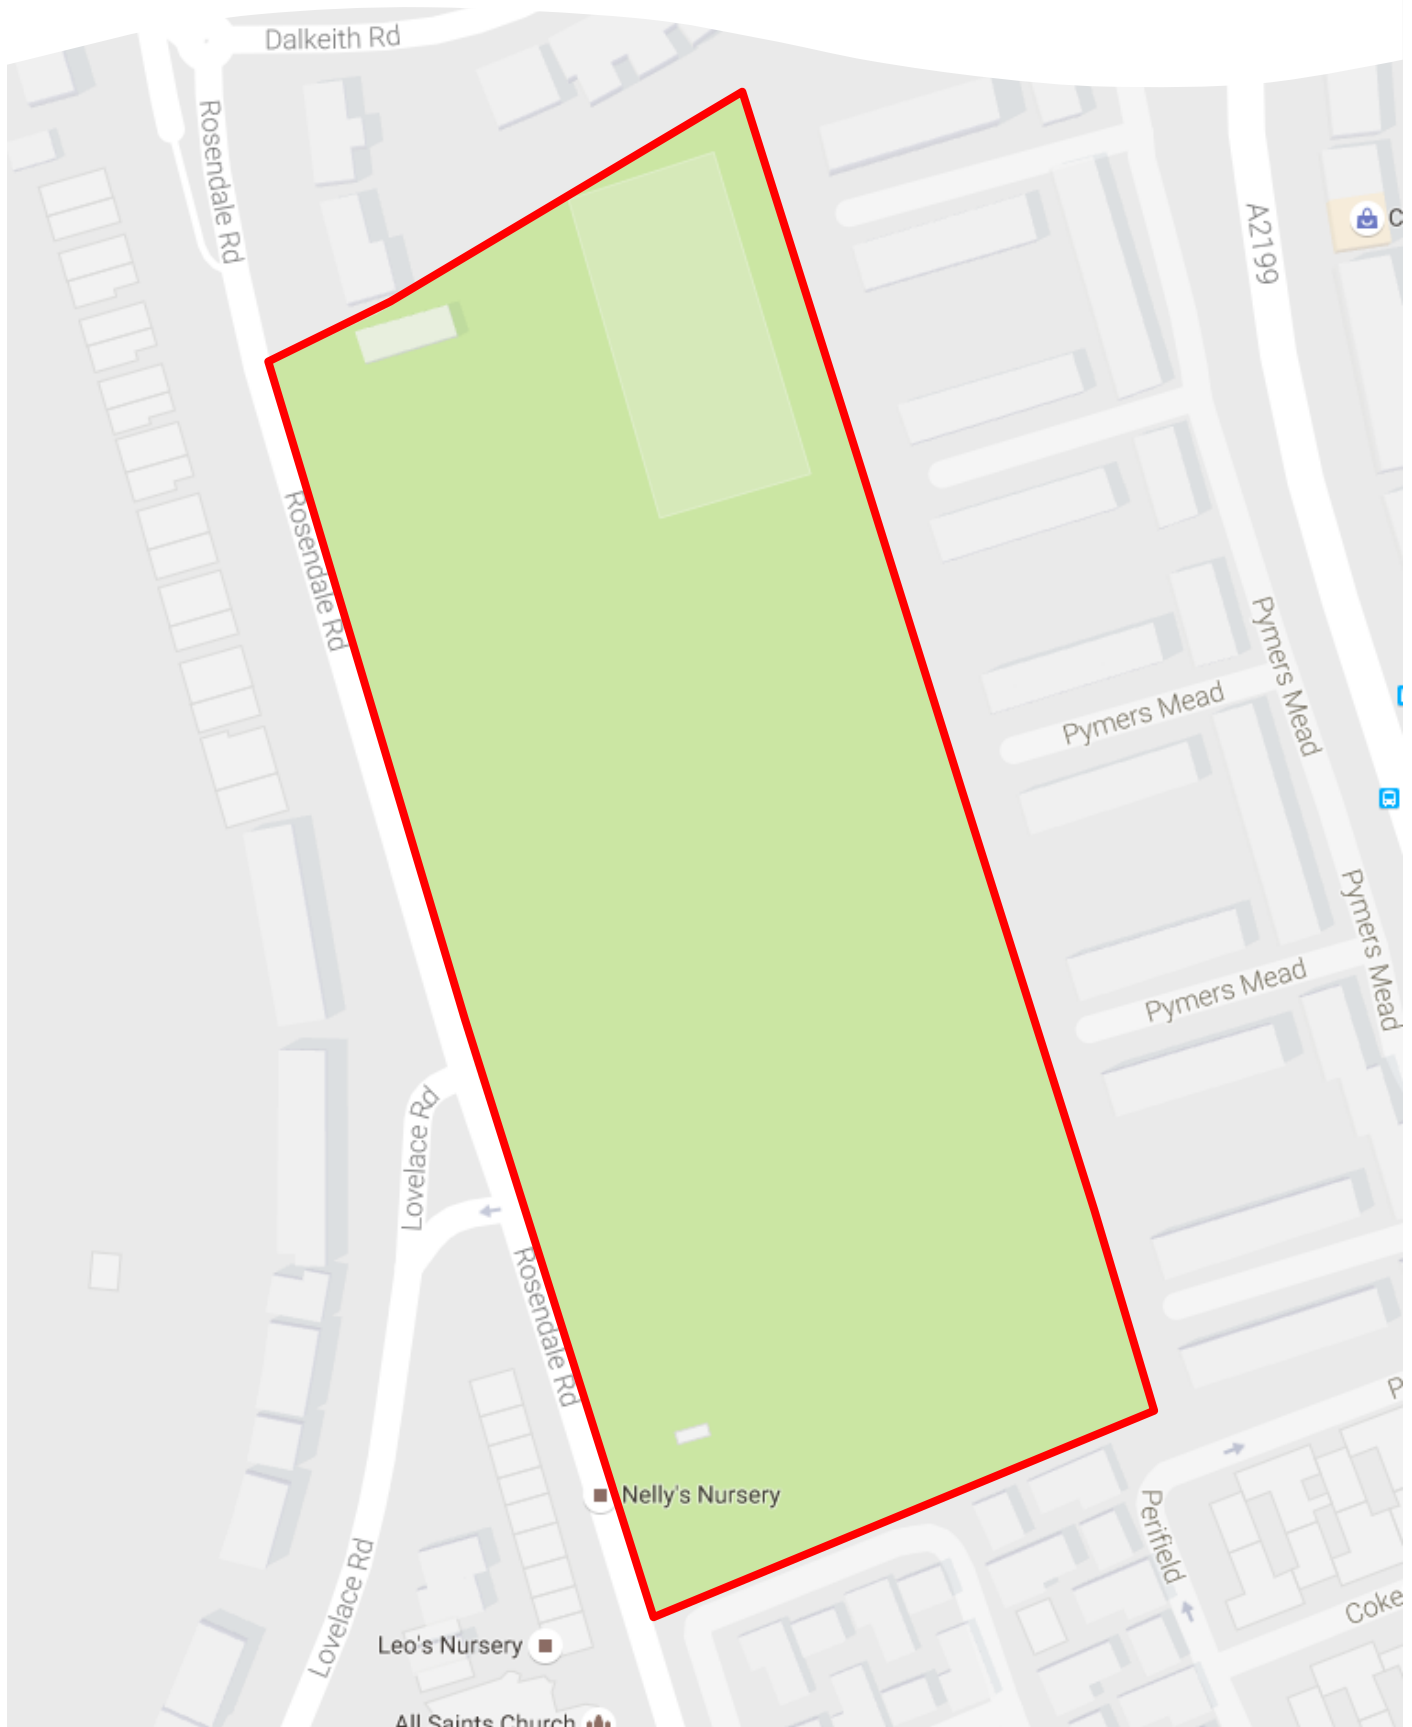 Dalkeith Rd
Rosendale Rd
A2199
C
Rosendale Rd
Pymers Mead
Pymers Mead
Pymers Mead
Pymers Mead
Lovelace Rd
Rosendale Rd
P
Nelly's Nursery
Perifield
Lovelace Rd
Coke
Leo's Nursery
All Saints Church